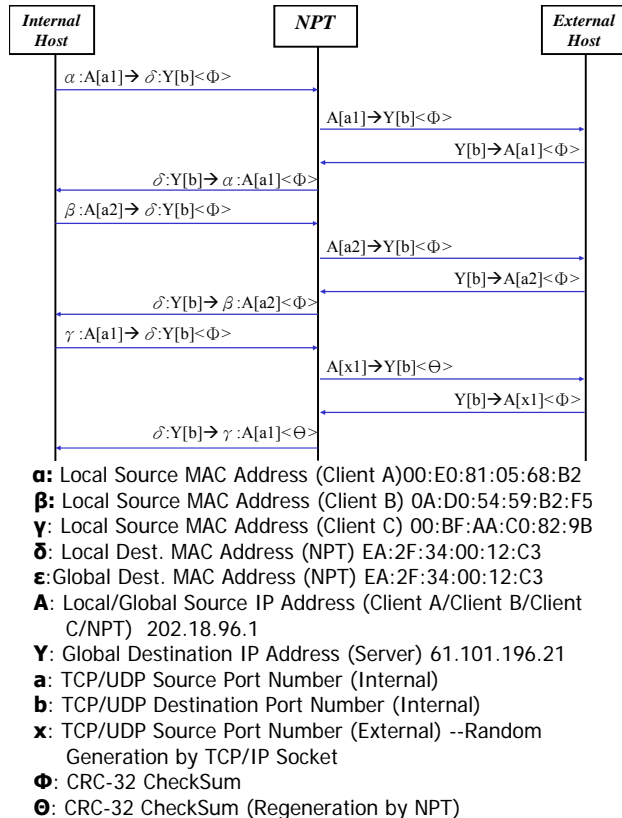 Internal
Host
NPT
External
Host
α:A[a1]→ δ:Y[b]<Φ>
A[a1]→Y[b]<Φ>
Y[b]→A[a1]<Φ>
δ:Y[b]→ α:A[a1]<Φ>
β:A[a2]→ δ:Y[b]<Φ>
A[a2]→Y[b]<Φ>
Y[b]→A[a2]<Φ>
δ:Y[b]→ β:A[a2]<Φ>
γ:A[a1]→ δ:Y[b]<Φ>
A[x1]→Y[b]<Θ>
Y[b]→A[x1]<Φ>
δ:Y[b]→ γ:A[a1]<Θ>
α: Local Source MAC Address (Client A)00:E0:81:05:68:B2
β: Local Source MAC Address (Client B) 0A:D0:54:59:B2:F5
γ: Local Source MAC Address (Client C) 00:BF:AA:C0:82:9B
δ: Local Dest. MAC Address (NPT) EA:2F:34:00:12:C3
ε:Global Dest. MAC Address (NPT) EA:2F:34:00:12:C3
A: Local/Global Source IP Address (Client A/Client B/Client
C/NPT) 202.18.96.1
Y: Global Destination IP Address (Server) 61.101.196.21
a: TCP/UDP Source Port Number (Internal)
b: TCP/UDP Destination Port Number (Internal)
x: TCP/UDP Source Port Number (External) --Random
Generation by TCP/IP Socket
Φ: CRC-32 CheckSum
Θ: CRC-32 CheckSum (Regeneration by NPT)